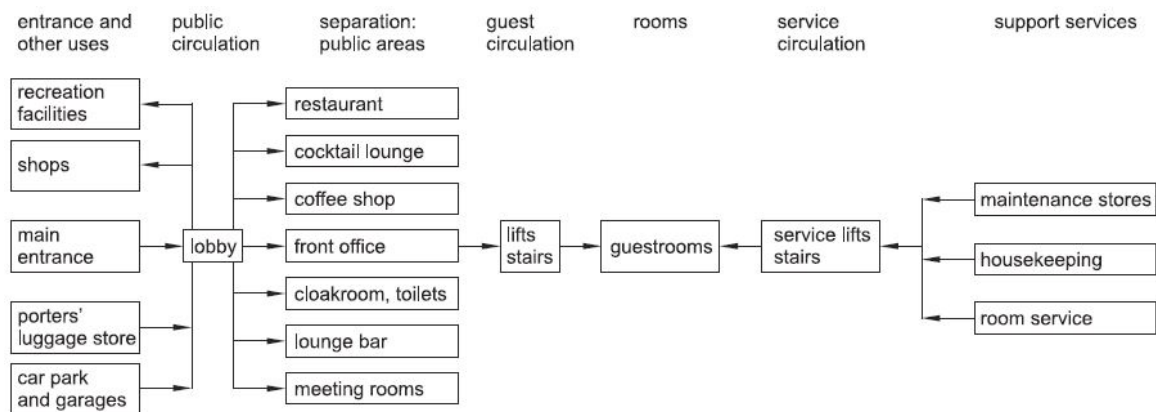 entrance and
other uses
public
circulation
separation:
public areas
guest
circulation
rooms
service
circulation
support services
recreation
facilities
shops
main
entrance
porters'
luggage store
car park
and garages
lobby
restaurant
cocktail lounge
coffee shop
front office
cloakroom, toilets
lounge bar
meeting rooms
lifts
stairs
guestrooms
service lifts
stairs
maintenance stores
housekeeping
room service